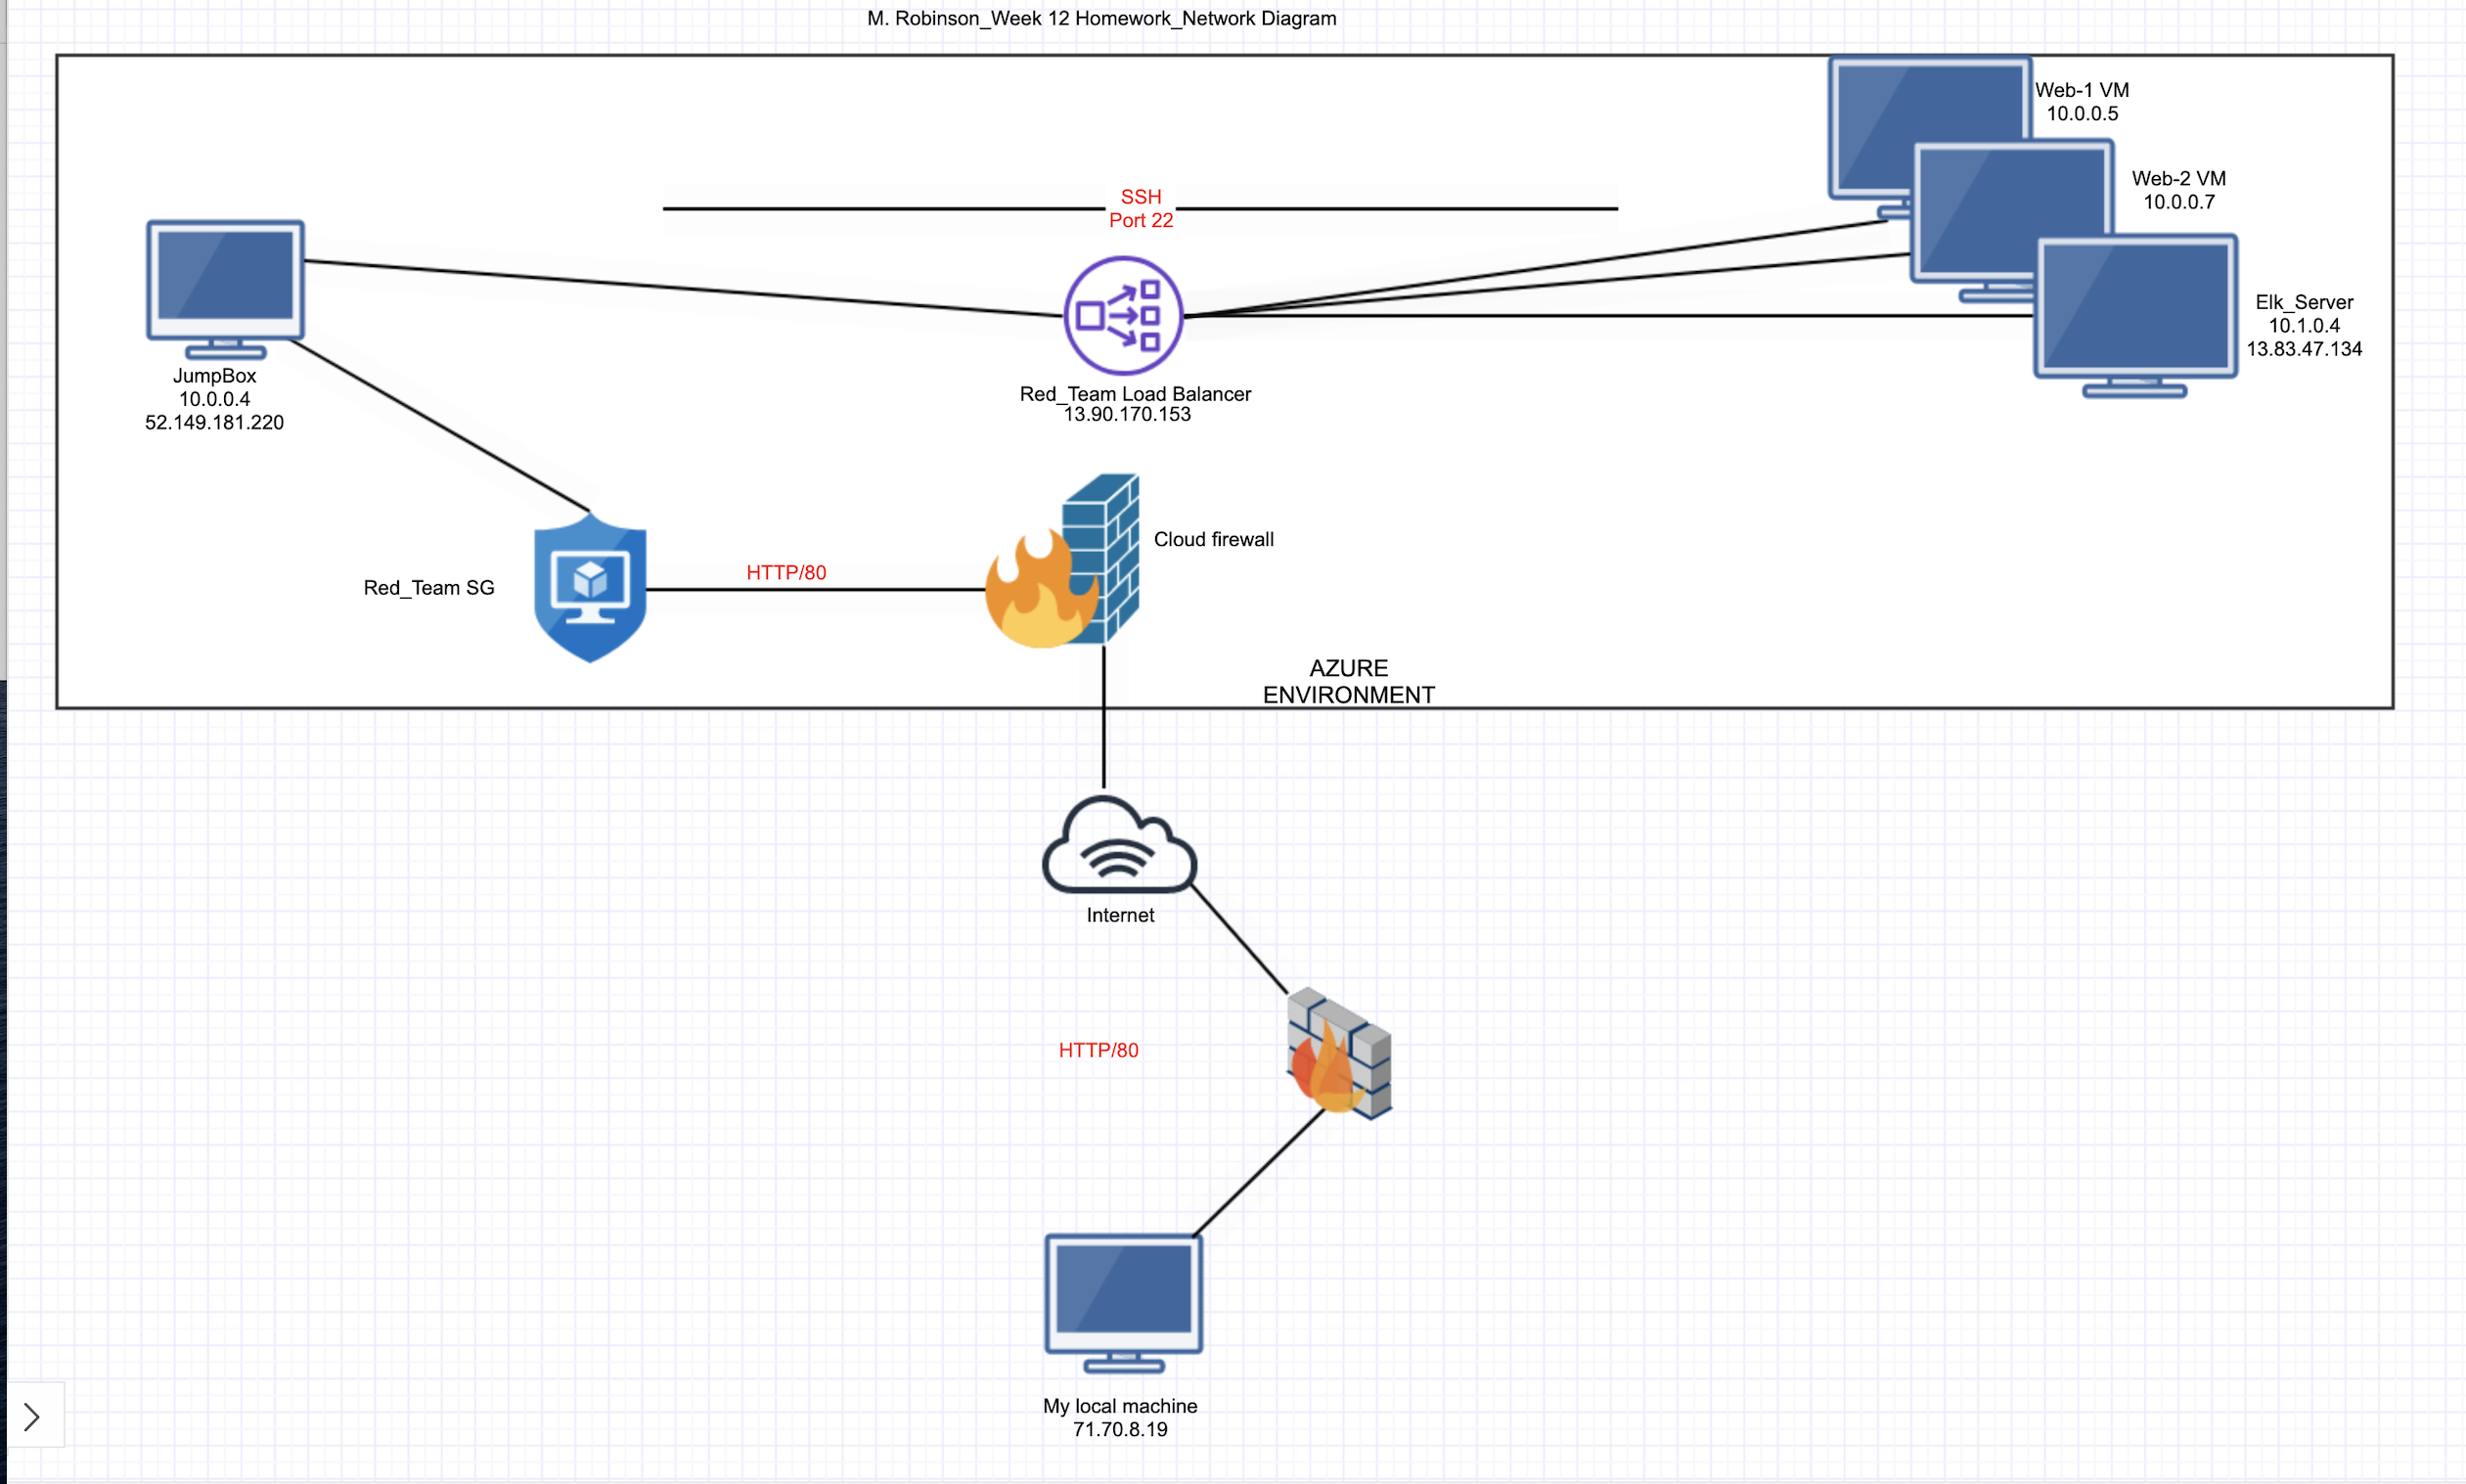 M. Robinson_Week 12 Homework_Network Diagram
Web-1 VM
10.0.0.5
Web-2 VM
10.0.0.7
SSH
Port 22
Elk_Server
10.1.0.4
13.83.47.134
JumpBox
10.0.0.4
52.149.181.220
Red_Team Load Balancer
13.90.170.153
Cloud firewall
HTTP/80
Red_Team SG
AZURE
ENVIRONMENT
Internet
HTTP/80
My local machine
71.70.8.19